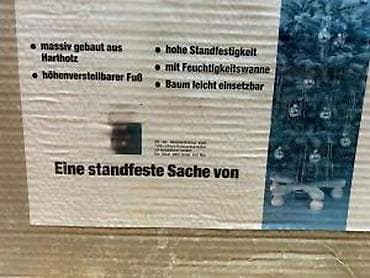 • massiv gebaut aus
Hartholz
• höhenverstellbarer Fuß
• hohe Standfestigkeit
• mit Feuchtigkeitswanne
• Baum leicht einsetzbar
Eine standfeste Sache von